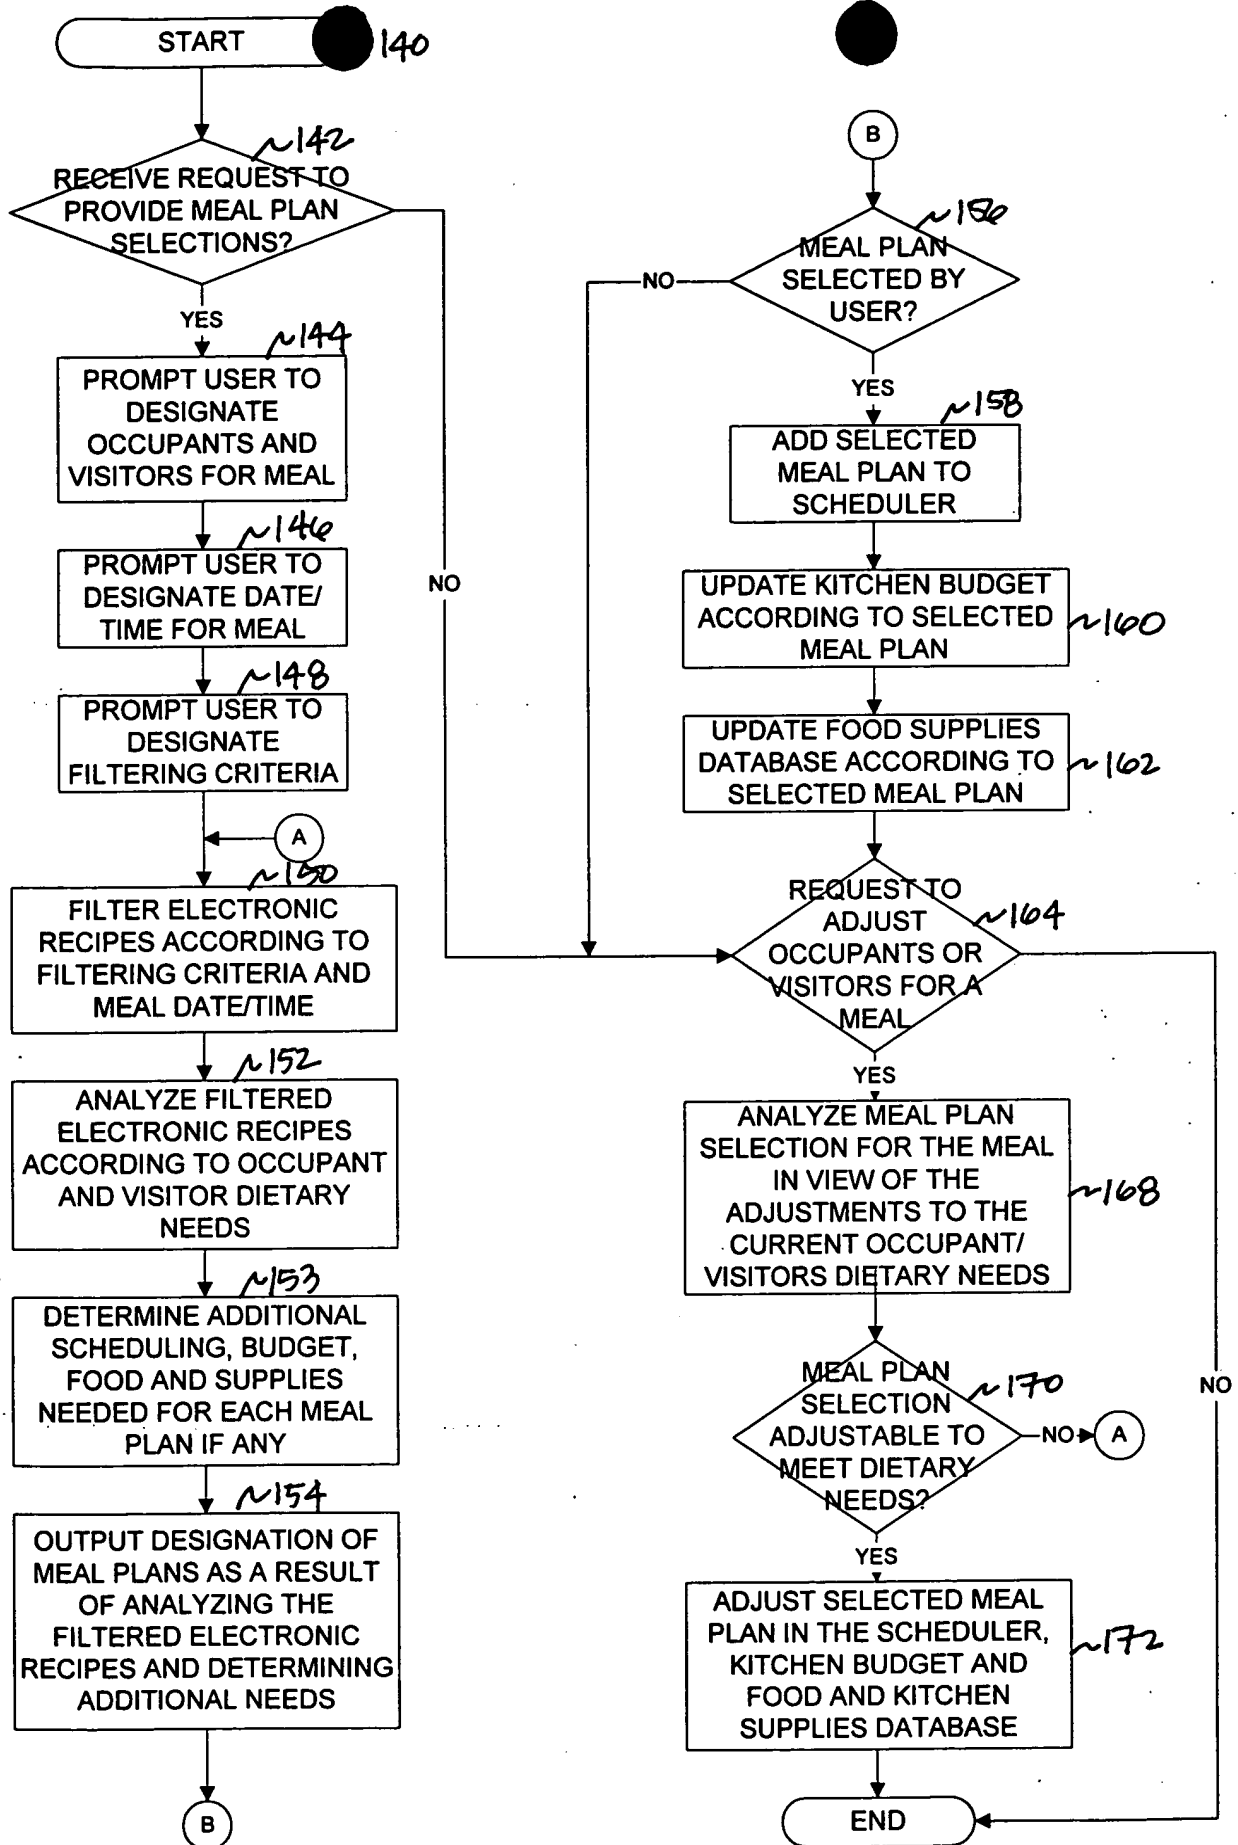 START
140
~142
RECEIVE REQUEST TO
PROVIDE MEAL PLAN
SELECTIONS?
YES
NO
~144
PROMPT USER TO
DESIGNATE
OCCUPANTS AND
VISITORS FOR MEAL
~146
PROMPT USER TO
DESIGNATE DATE/
TIME FOR MEAL
~148
PROMPT USER TO
DESIGNATE
FILTERING CRITERIA
A
~150
FILTER ELECTRONIC
RECIPES ACCORDING TO
FILTERING CRITERIA AND
MEAL DATE/TIME
~152
ANALYZE FILTERED
ELECTRONIC RECIPES
ACCORDING TO OCCUPANT
AND VISITOR DIETARY
NEEDS
~153
DETERMINE ADDITIONAL
SCHEDULING, BUDGET,
FOOD AND SUPPLIES
NEEDED FOR EACH MEAL
PLAN IF ANY
~154
OUTPUT DESIGNATION OF
MEAL PLANS AS A RESULT
OF ANALYZING THE
FILTERED ELECTRONIC
RECIPES AND DETERMINING
ADDITIONAL NEEDS
B
B
~156
MEAL PLAN
SELECTED BY
USER?
NO
YES
~158
ADD SELECTED
MEAL PLAN TO
SCHEDULER
UPDATE KITCHEN BUDGET
ACCORDING TO SELECTED
MEAL PLAN
~160
UPDATE FOOD SUPPLIES
DATABASE ACCORDING TO
SELECTED MEAL PLAN
~162
REQUEST TO
ADJUST
OCCUPANTS OR
VISITORS FOR A
MEAL
~164
YES
NO
ANALYZE MEAL PLAN
SELECTION FOR THE MEAL
IN VIEW OF THE
ADJUSTMENTS TO THE
CURRENT OCCUPANT/
VISITORS DIETARY NEEDS
~168
MEAL PLAN
SELECTION
ADJUSTABLE TO
MEET DIETARY
NEEDS?
~170
NO
A
YES
ADJUST SELECTED MEAL
PLAN IN THE SCHEDULER,
KITCHEN BUDGET AND
FOOD AND KITCHEN
SUPPLIES DATABASE
~172
END